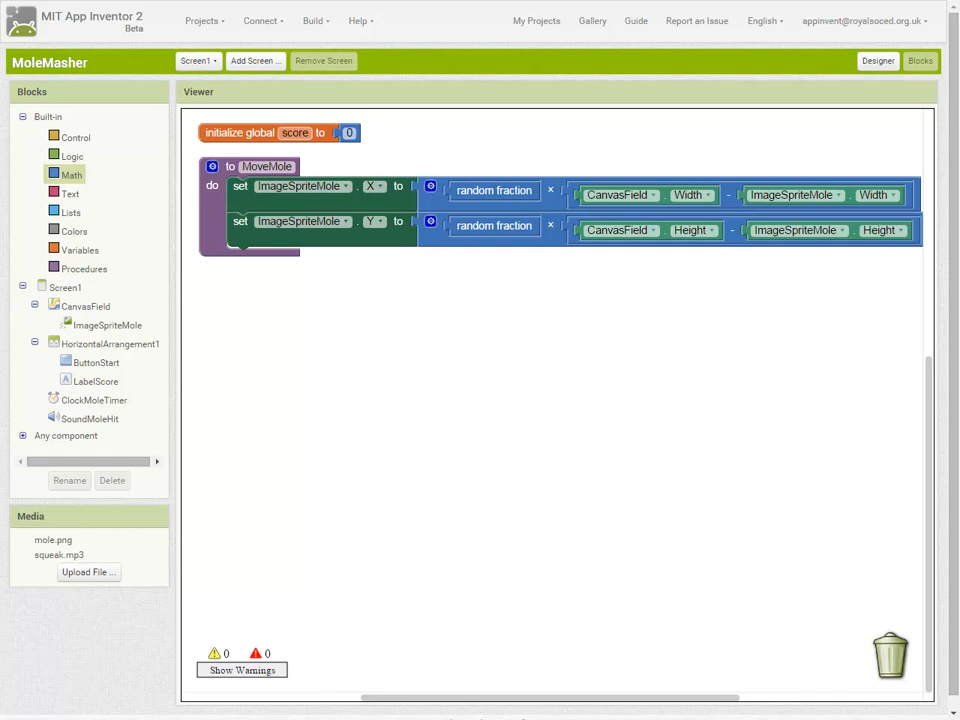 MIT App Inventor 2
Beta
Projects Connect Build Help My Projects Gallery Guide Report an Issue English appinvent@royalsoced.org.uk
MoleMasher Screen1 Add Screen ... Remove Screen Designer Blocks
Blocks
Viewer
Built-in
Control
Logic
Math
Text
Lists
Colors
Variables
Procedures
Screen1
CanvasField
ImageSpriteMole
HorizontalArrangement1
ButtonStart
LabelScore
ClockMoleTimer
SoundMoleHit
Any component
Rename Delete
Media
mole.png
squeak.mp3
Upload File ...
initialize global score to 0
to MoveMole
do set ImageSpriteMole . X to random fraction × CanvasField . Width - ImageSpriteMole . Width
set ImageSpriteMole . Y to random fraction × CanvasField . Height - ImageSpriteMole . Height
0 0
Show Warnings